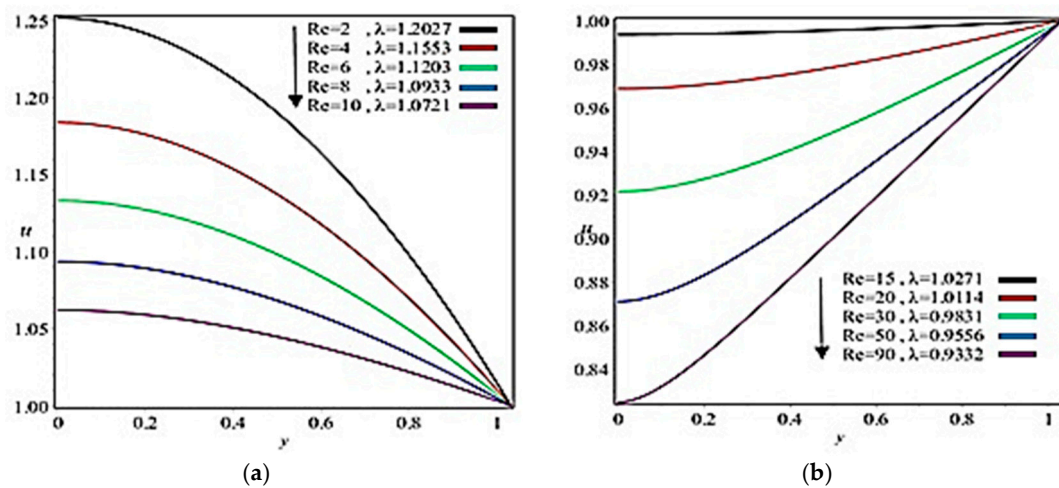 1.25
1.20
1.15
u
1.10
1.05
1.00
0
0.2
0.4
0.6
0.8
1
y
Re=2 , λ=1.2027
Re=4 , λ=1.1553
Re=6 , λ=1.1203
Re=8 , λ=1.0933
Re=10 , λ=1.0721
(a)
1.00
0.98
0.96
0.94
0.92
0.90
u
0.88
0.86
0.84
0
0.2
0.4
0.6
0.8
1
y
Re=15 , λ=1.0271
Re=20 , λ=1.0114
Re=30 , λ=0.9831
Re=50 , λ=0.9556
Re=90 , λ=0.9332
(b)